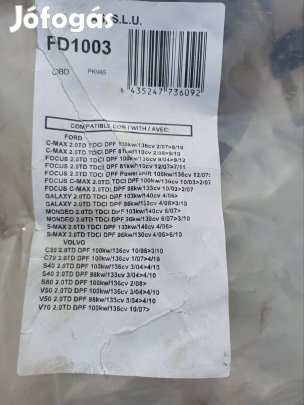 Jófogás
S.L.U.
FD1003
OBD PK965
8 435247 736092
COMPATIBLE CON / WITH / AVEC:
FORD
C-MAX 2.0TD TDCI DPF 100kw/136cv 2/07>8/10
C-MAX 2.0TD TDCI DPF 81kw/110cv
FOCUS 2.0TD TDCI DPF 100kw/136cv 9/04>9/12
FOCUS 2.0TD TDCI DPF 81kw/110cv 12/07>7/11
FOCUS 2.0TD TDCI DPF Power shift 100kw/136cv 12/07>
FOCUS C-MAX 2.0TD TDCI DPF 100kw/136cv 10/03>2/07
FOCUS C-MAX 2.0TD TDCI DPF 98kw/133cv 10/03>2/07
GALAXY 2.0TD TDCI DPF 103kw/140cv 4/06>
GALAXY 2.0TD TDCI DPF 96kw/130cv 4/06>3/10
MONDEO 2.0TD TDCI DPF 103kw/140cv 6/07>
MONDEO 2.0TD TDCI DPF 96kw/130cv 6/07>3/10
S-MAX 2.0TD TDCI DPF 103kw/140cv 4/06>
S-MAX 2.0TD TDCI DPF 96kw/130cv 4/06>6/10
VOLVO
C30 2.0TD DPF 100kw/136cv 10/06>3/10
C70 2.0TD DPF 100kw/136cv 1/07>4/10
S40 2.0TD DPF 100kw/136cv 3/04>4/10
S40 2.0TD DPF 98kw/133cv 3/04>4/10
S80 2.0TD DPF 100kw/136cv 2/08>
V50 2.0TD DPF 100kw/136cv 3/04>4/10
V50 2.0TD DPF 98kw/133cv 3/04>4/10
V70 2.0TD DPF 100kw/136cv 10/07>